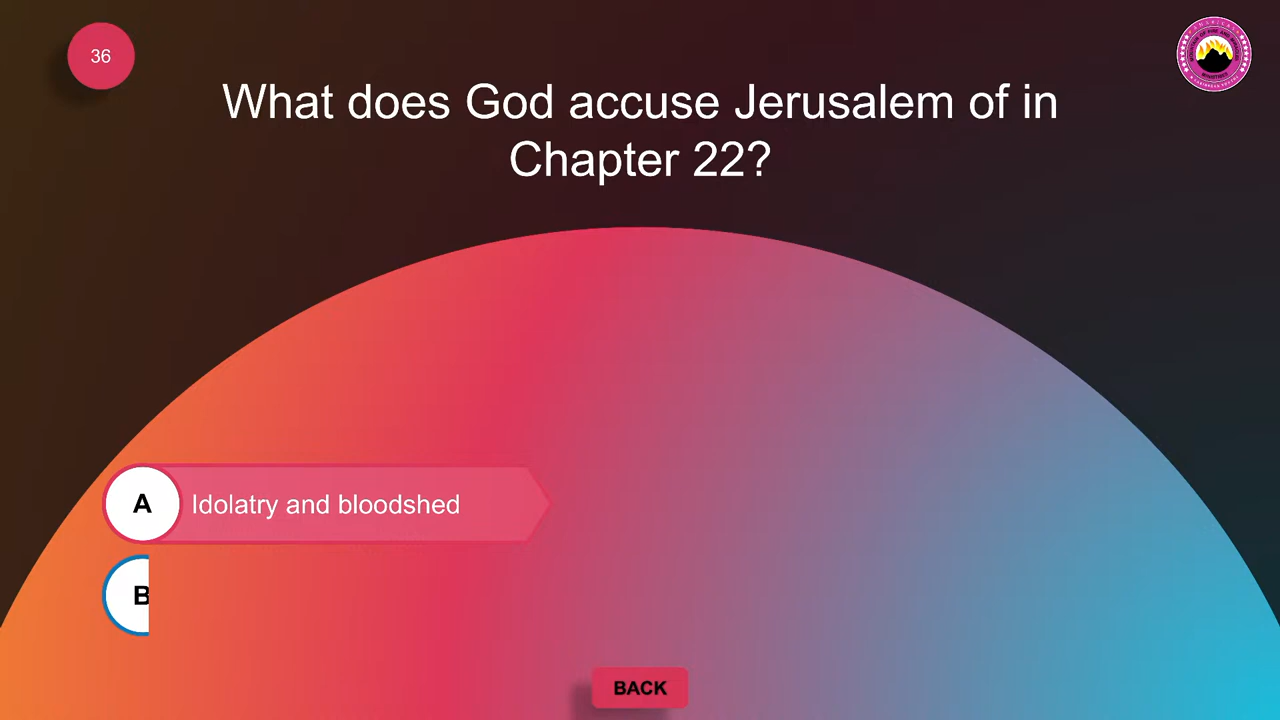 36
What does God accuse Jerusalem of in
Chapter 22?
A
Idolatry and bloodshed
B
BACK